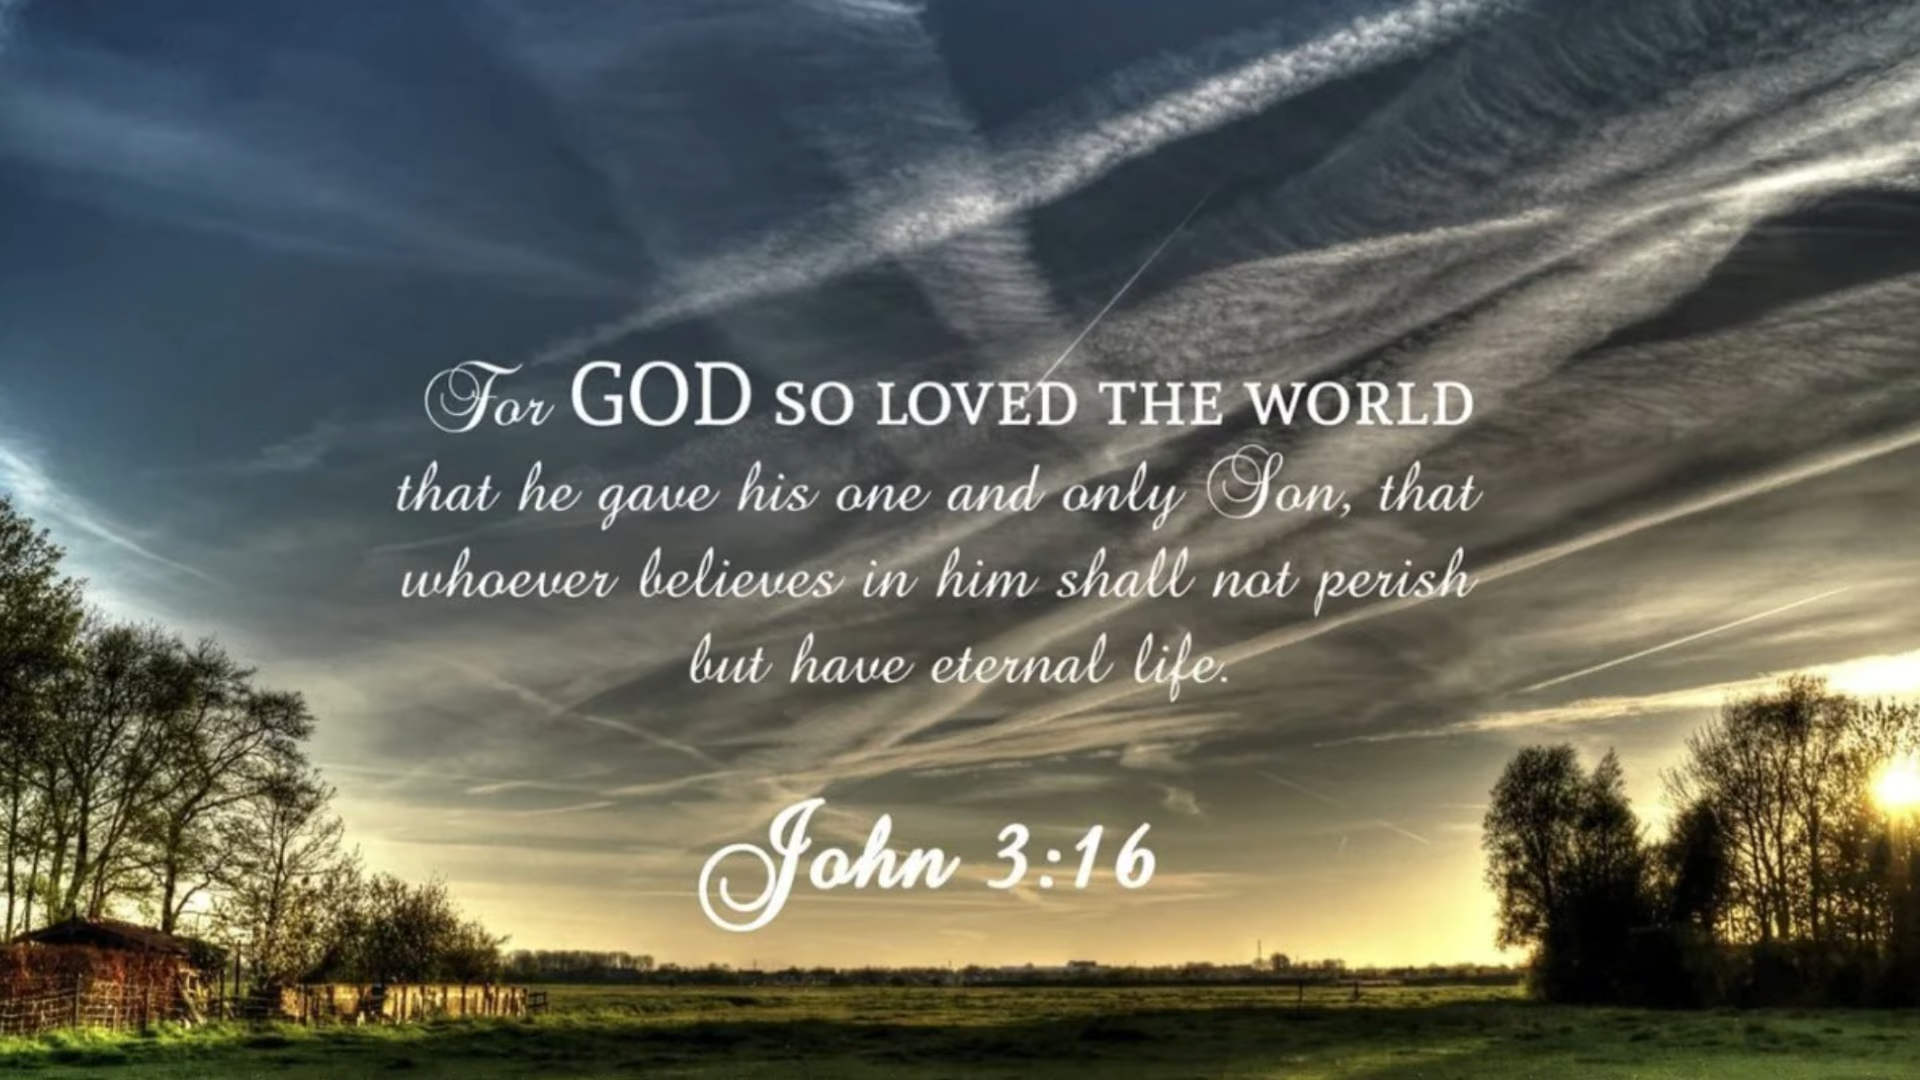 For GOD SO LOVED THE WORLD
that he gave his one and only Son, that
whoever believes in him shall not perish
but have eternal life.
John 3:16